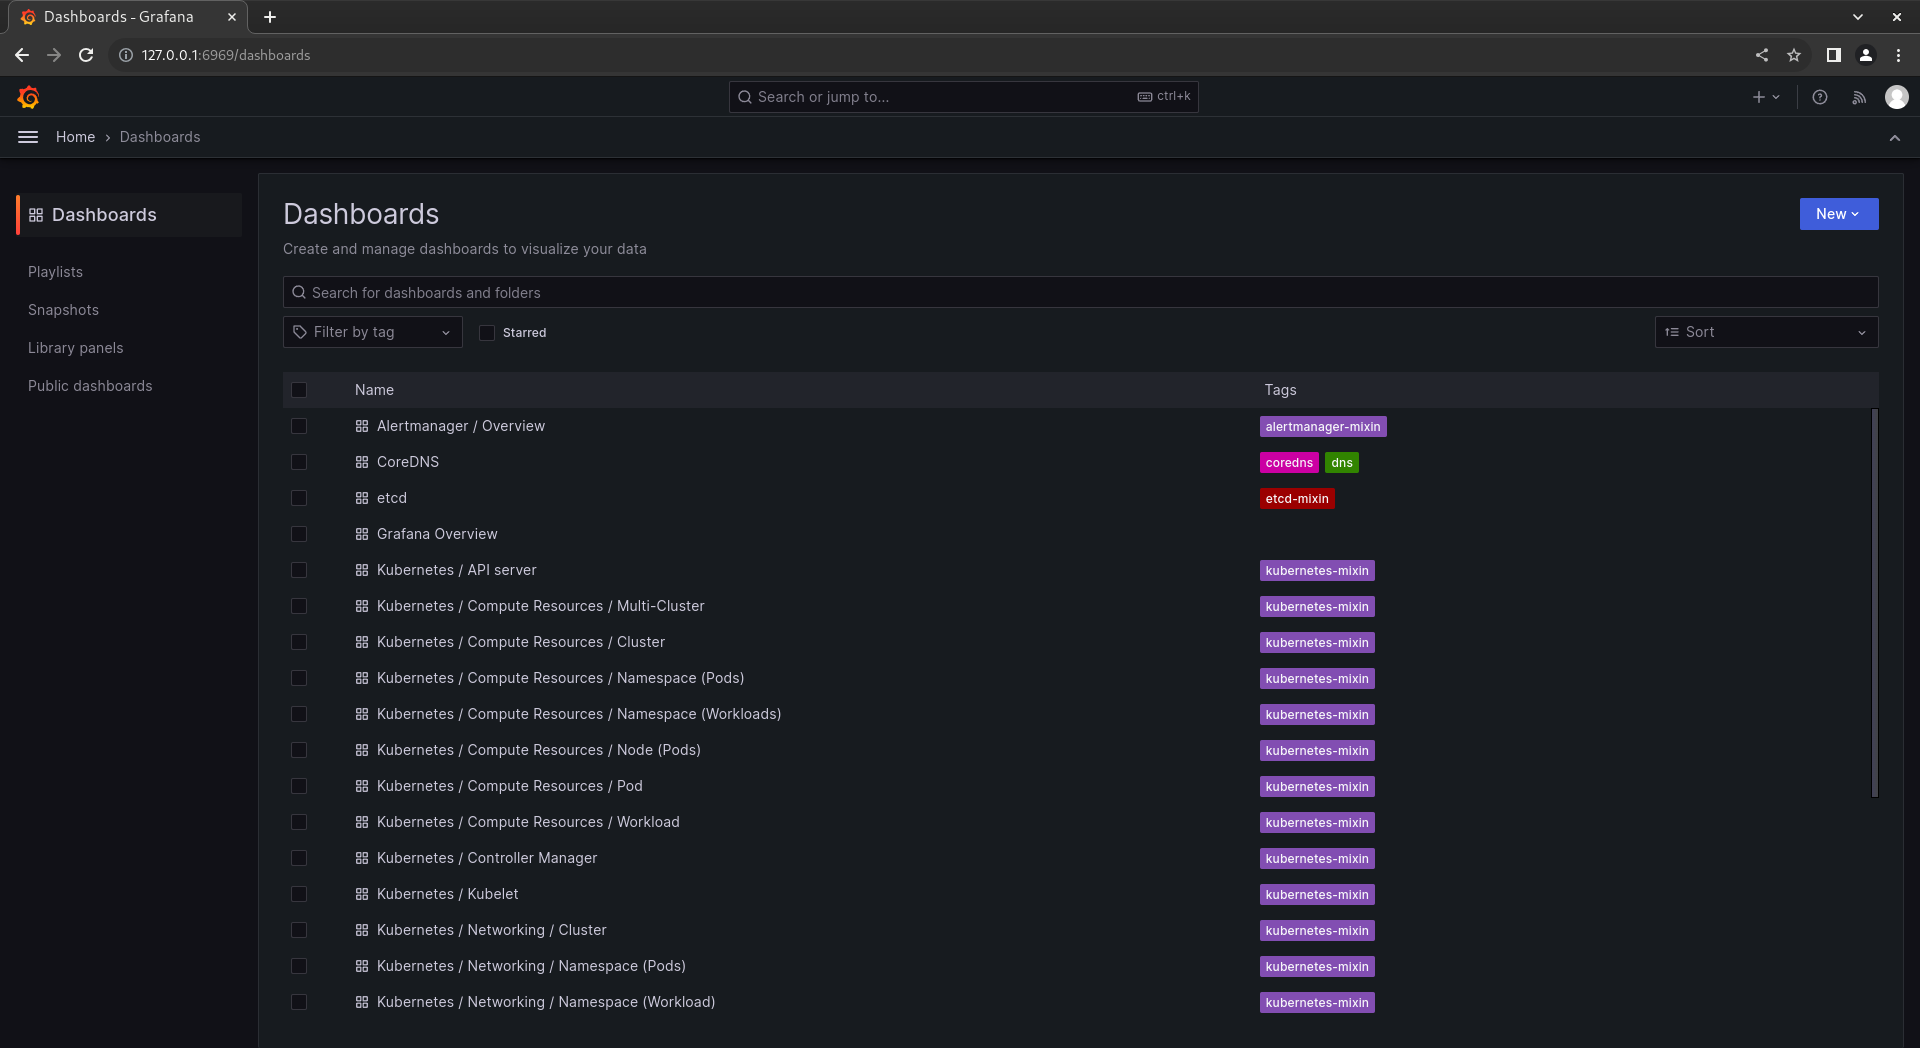 Dashboards - Grafana
127.0.0.1:6969/dashboards
Search or jump to... ctrl+k
Home › Dashboards
Dashboards
Playlists
Snapshots
Library panels
Public dashboards
Dashboards
New
Create and manage dashboards to visualize your data
Search for dashboards and folders
Filter by tag Starred Sort
Name Tags
Alertmanager / Overview alertmanager-mixin
CoreDNS coredns dns
etcd etcd-mixin
Grafana Overview
Kubernetes / API server kubernetes-mixin
Kubernetes / Compute Resources / Multi-Cluster kubernetes-mixin
Kubernetes / Compute Resources / Cluster kubernetes-mixin
Kubernetes / Compute Resources / Namespace (Pods) kubernetes-mixin
Kubernetes / Compute Resources / Namespace (Workloads) kubernetes-mixin
Kubernetes / Compute Resources / Node (Pods) kubernetes-mixin
Kubernetes / Compute Resources / Pod kubernetes-mixin
Kubernetes / Compute Resources / Workload kubernetes-mixin
Kubernetes / Controller Manager kubernetes-mixin
Kubernetes / Kubelet kubernetes-mixin
Kubernetes / Networking / Cluster kubernetes-mixin
Kubernetes / Networking / Namespace (Pods) kubernetes-mixin
Kubernetes / Networking / Namespace (Workload) kubernetes-mixin